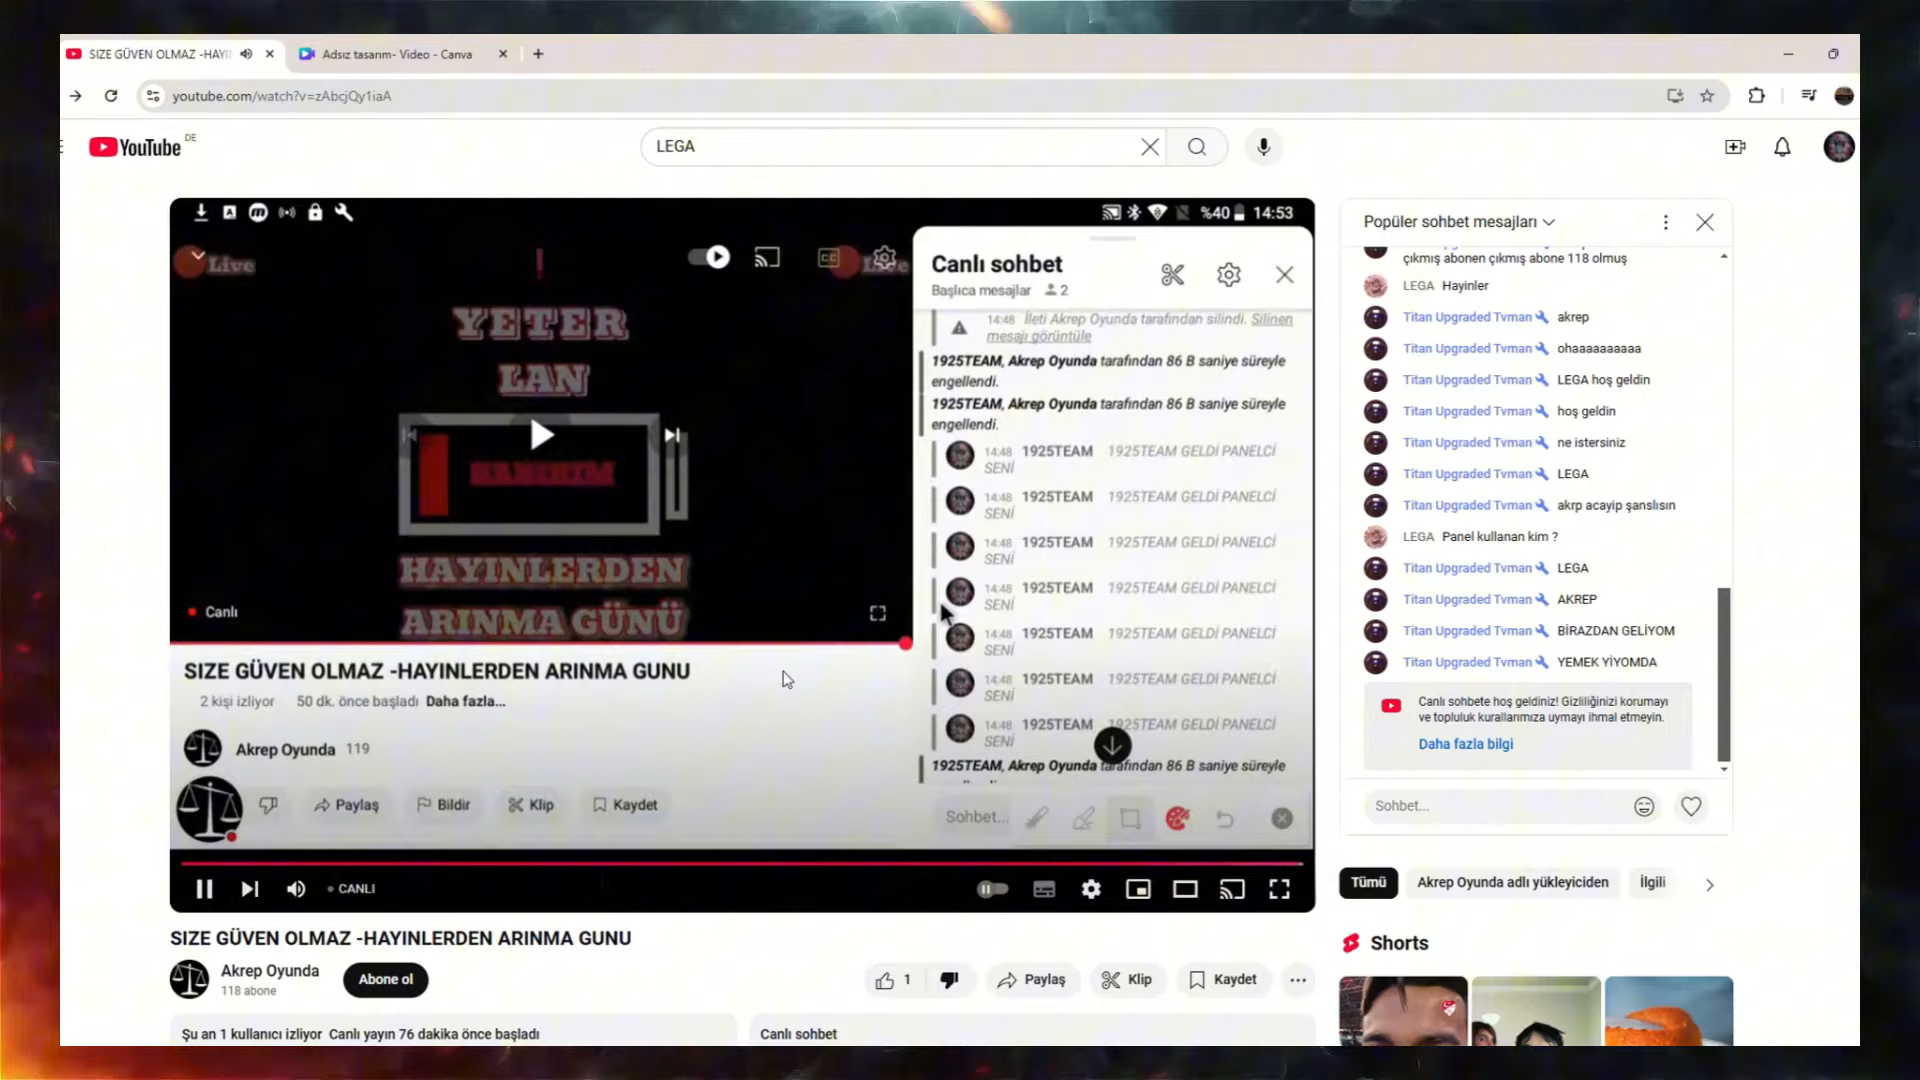 SIZE GÜVEN OLMAZ -HAYI
Adsız tasarım- Video - Canva
youtube.com/watch?v=zAbcjQy1iaA
YouTube DE
LEGA
%40 14:53
Live
YETER
LAN
HAYINLERDEN
ARINMA GÜNÜ
Canlı
SIZE GÜVEN OLMAZ -HAYINLERDEN ARINMA GUNU
2 kişi izliyor 50 dk. önce başladı Daha fazla...
Akrep Oyunda 119
Paylaş Bildir Klip Kaydet
Canlı sohbet
Başlıca mesajlar 2
14:48 İleti Akrep Oyunda tarafından silindi. Silinen
mesajı görüntüle
1925TEAM, Akrep Oyunda tarafından 86 B saniye süreyle
engellendi.
1925TEAM, Akrep Oyunda tarafından 86 B saniye süreyle
engellendi.
14:48 1925TEAM 1925TEAM GELDİ PANELCİ
SENİ
14:48 1925TEAM 1925TEAM GELDİ PANELCİ
SENİ
14:48 1925TEAM 1925TEAM GELDİ PANELCİ
SENİ
14:48 1925TEAM 1925TEAM GELDİ PANELCİ
SENİ
14:48 1925TEAM 1925TEAM GELDİ PANELCİ
SENİ
14:48 1925TEAM 1925TEAM GELDİ PANELCİ
SENİ
14:48 1925TEAM 1925TEAM GELDİ PANELCİ
SENİ
1925TEAM, Akrep Oyunda tarafından 86 B saniye süreyle
Sohbet...
CANLI
SIZE GÜVEN OLMAZ -HAYINLERDEN ARINMA GUNU
Akrep Oyunda
118 abone
Abone ol
1 Paylaş Klip Kaydet
Şu an 1 kullanıcı izliyor Canlı yayın 76 dakika önce başladı
Canlı sohbet
Popüler sohbet mesajları
çıkmış abonen çıkmış abone 118 olmuş
LEGA Hayinler
Titan Upgraded Tvman akrep
Titan Upgraded Tvman ohaaaaaaaaaa
Titan Upgraded Tvman LEGA hoş geldin
Titan Upgraded Tvman hoş geldin
Titan Upgraded Tvman ne istersiniz
Titan Upgraded Tvman LEGA
Titan Upgraded Tvman akrp acayip şanslısın
LEGA Panel kullanan kim ?
Titan Upgraded Tvman LEGA
Titan Upgraded Tvman AKREP
Titan Upgraded Tvman BİRAZDAN GELİYOM
Titan Upgraded Tvman YEMEK YİYOMDA
Canlı sohbete hoş geldiniz! Gizliliğinizi korumayı
ve topluluk kurallarımıza uymayı ihmal etmeyin.
Daha fazla bilgi
Sohbet...
Tümü Akrep Oyunda adlı yükleyiciden İlgili
Shorts